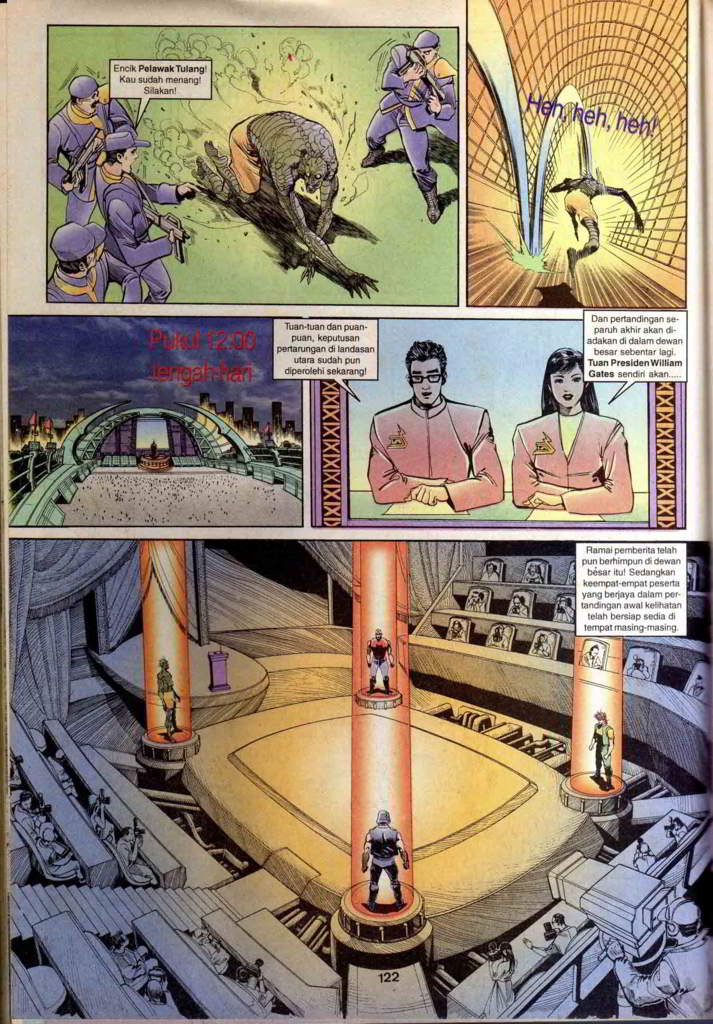 Encik Pelawak Tulang!
Kau sudah menang!
Silakan!
Heh, heh, heh!
Pukul 12:00
tengah hari
Tuan-tuan dan puan-
puan, keputusan
pertarungan di landasan
utara sudah pun
diperolehi sekarang!
Dan pertandingan se-
paruh akhir akan di-
adakan di dalam dewan
besar sebentar lagi.
Tuan Presiden William
Gates sendiri akan.....
Ramai pemberita telah
pun berhimpun di dewan
besar itu! Sedangkan
keempat-empat peserta
yang berjaya dalam per-
tandingan awal kelihatan
telah bersiap sedia di
tempat masing-masing.
122